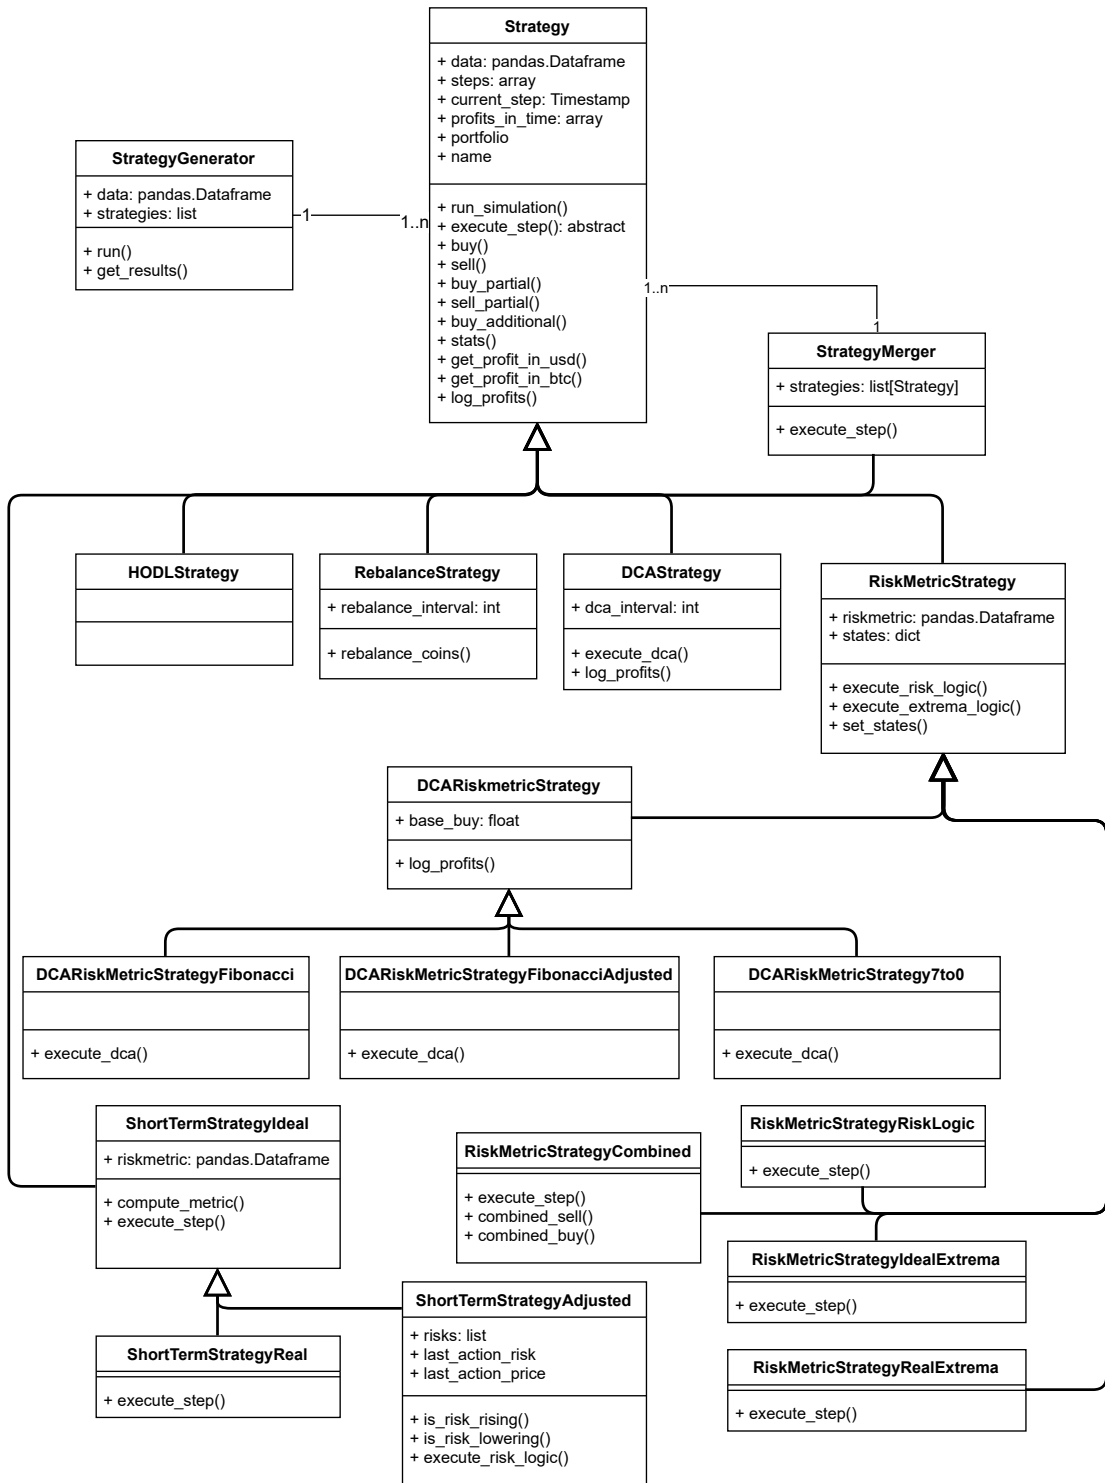 Strategy
+ data: pandas.Dataframe
+ steps: array
+ current_step: Timestamp
+ profits_in_time: array
+ portfolio
+ name
+ run_simulation()
+ execute_step(): abstract
+ buy()
+ sell()
+ buy_partial()
+ sell_partial()
+ buy_additional()
+ stats()
+ get_profit_in_usd()
+ get_profit_in_btc()
+ log_profits()
StrategyGenerator
+ data: pandas.Dataframe
+ strategies: list
+ run()
+ get_results()
1
1..n
1..n
1
StrategyMerger
+ strategies: list[Strategy]
+ execute_step()
HODLStrategy
RebalanceStrategy
+ rebalance_interval: int
+ rebalance_coins()
DCAStrategy
+ dca_interval: int
+ execute_dca()
+ log_profits()
RiskMetricStrategy
+ riskmetric: pandas.Dataframe
+ states: dict
+ execute_risk_logic()
+ execute_extrema_logic()
+ set_states()
DCARiskmetricStrategy
+ base_buy: float
+ log_profits()
DCARiskMetricStrategyFibonacci
+ execute_dca()
DCARiskMetricStrategyFibonacciAdjusted
+ execute_dca()
DCARiskMetricStrategy7to0
+ execute_dca()
ShortTermStrategyIdeal
+ riskmetric: pandas.Dataframe
+ compute_metric()
+ execute_step()
RiskMetricStrategyCombined
+ execute_step()
+ combined_sell()
+ combined_buy()
RiskMetricStrategyRiskLogic
+ execute_step()
RiskMetricStrategyIdealExtrema
+ execute_step()
ShortTermStrategyReal
+ execute_step()
ShortTermStrategyAdjusted
+ risks: list
+ last_action_risk
+ last_action_price
+ is_risk_rising()
+ is_risk_lowering()
+ execute_risk_logic()
RiskMetricStrategyRealExtrema
+ execute_step()